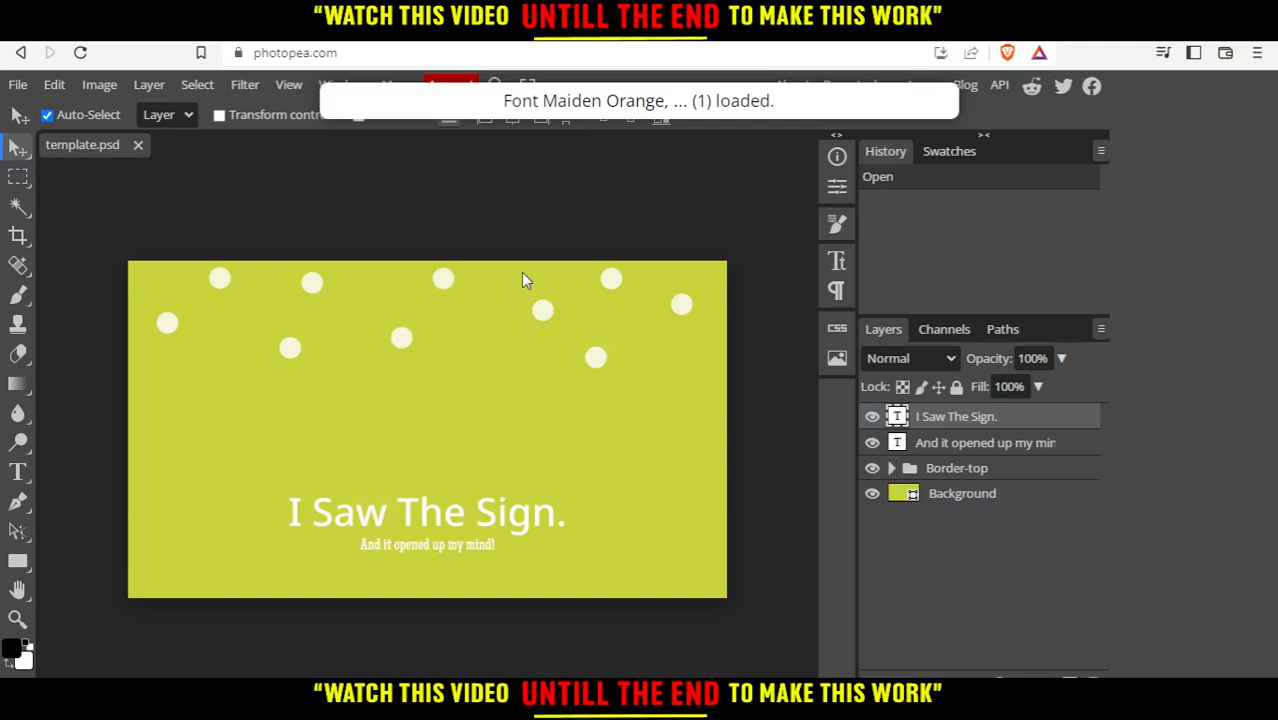 “WATCH THIS VIDEO UNTILL THE END TO MAKE THIS WORK”
photopea.com
File Edit Image Layer Select Filter View
Blog API
Font Maiden Orange, ... (1) loaded.
Auto-Select Layer Transform contr
template.psd
History Swatches
Open
I Saw The Sign.
And it opened up my mind!
Tt
¶
CSS
Layers Channels Paths
Normal Opacity: 100%
Lock: Fill: 100%
T I Saw The Sign.
T And it opened up my mir
Border-top
Background
T
“WATCH THIS VIDEO UNTILL THE END TO MAKE THIS WORK”